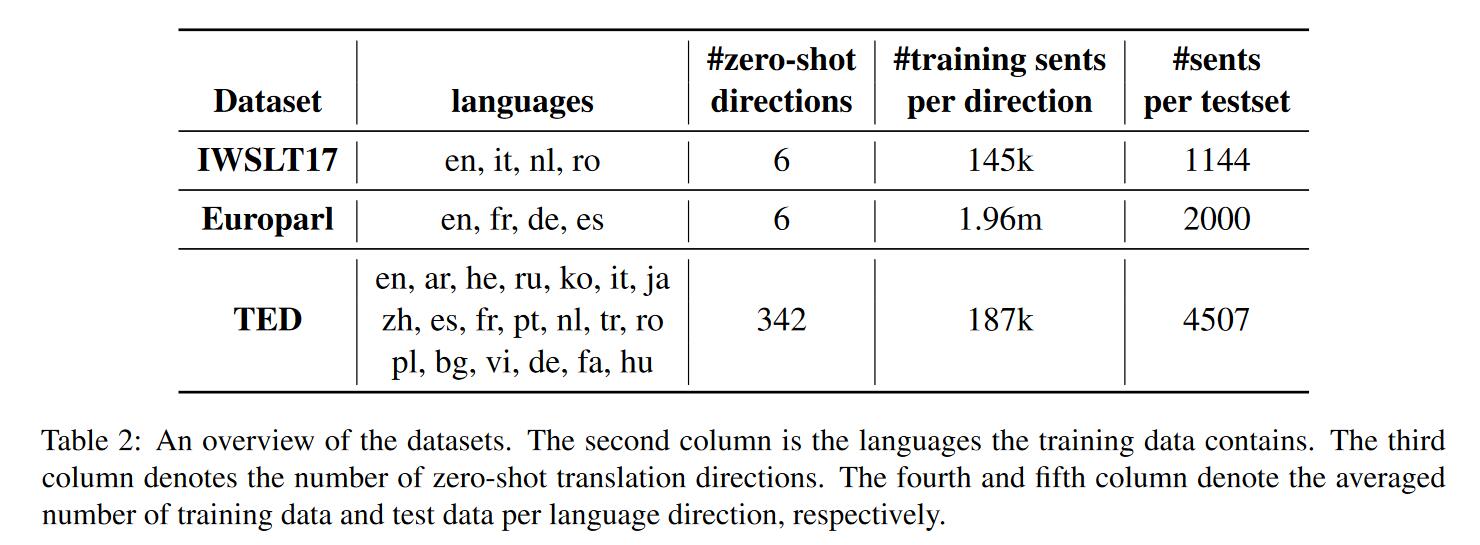 Dataset languages #zero-shot directions #training sents per direction #sents per testset
IWSLT17 en, it, nl, ro 6 145k 1144
Europarl en, fr, de, es 6 1.96m 2000
TED en, ar, he, ru, ko, it, ja
zh, es, fr, pt, nl, tr, ro
pl, bg, vi, de, fa, hu 342 187k 4507
Table 2: An overview of the datasets. The second column is the languages the training data contains. The third
column denotes the number of zero-shot translation directions. The fourth and fifth column denote the averaged
number of training data and test data per language direction, respectively.